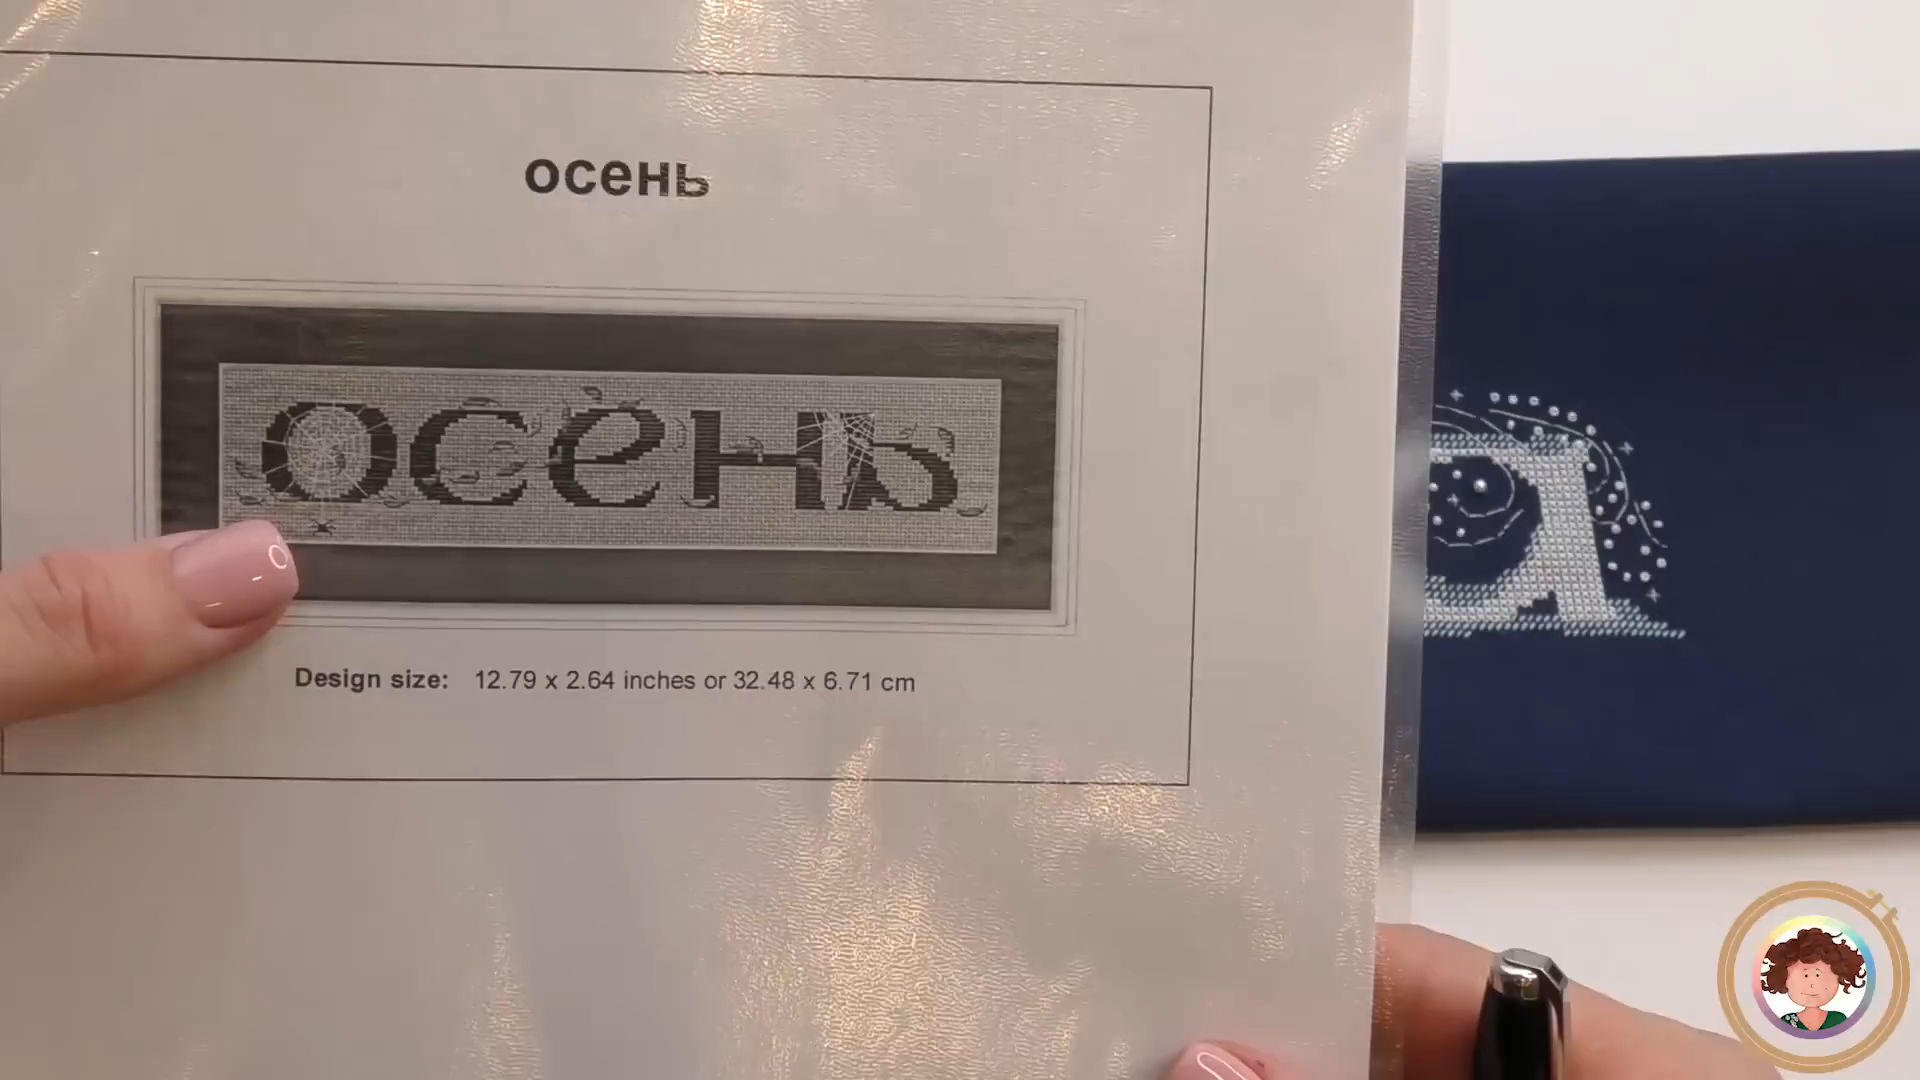 осень
осень
Design size: 12.79 x 2.64 inches or 32.48 x 6.71 cm
а